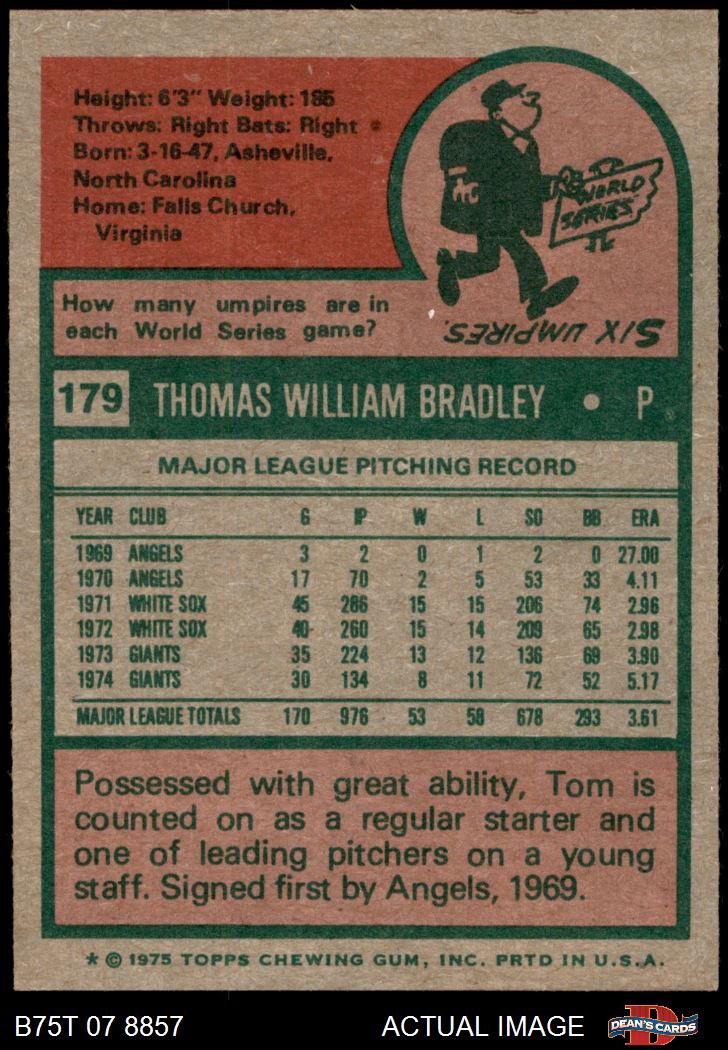 Height: 6'3" Weight: 185
Throws: Right Bats: Right
Born: 3-16-47, Asheville,
North Carolina
Home: Falls Church,
Virginia
WORLD
SERIES
How many umpires are in
each World Series game?
SIX UMPIRES.
179 THOMAS WILLIAM BRADLEY • P
MAJOR LEAGUE PITCHING RECORD
YEAR CLUB G IP W L SO BB ERA
1969 ANGELS 3 2 0 1 2 0 27.00
1970 ANGELS 17 70 2 5 53 33 4.11
1971 WHITE SOX 45 286 15 15 206 74 2.96
1972 WHITE SOX 40 260 15 14 209 65 2.98
1973 GIANTS 35 224 13 12 136 69 3.90
1974 GIANTS 30 134 8 11 72 52 5.17
MAJOR LEAGUE TOTALS 170 976 53 58 678 293 3.61
Possessed with great ability, Tom is
counted on as a regular starter and
one of leading pitchers on a young
staff. Signed first by Angels, 1969.
* © 1975 TOPPS CHEWING GUM, INC. PRTD IN U.S.A.
B75T 07 8857 ACTUAL IMAGE DEAN'S CARDS